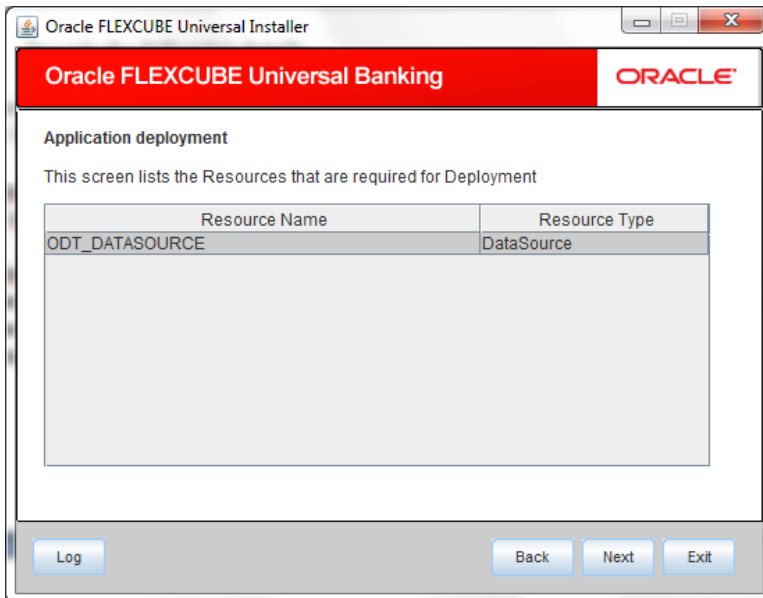 Oracle FLEXCUBE Universal Installer
Oracle FLEXCUBE Universal Banking
ORACLE
Application deployment
This screen lists the Resources that are required for Deployment
Resource Name Resource Type
ODT_DATASOURCE DataSource
Log Back Next Exit